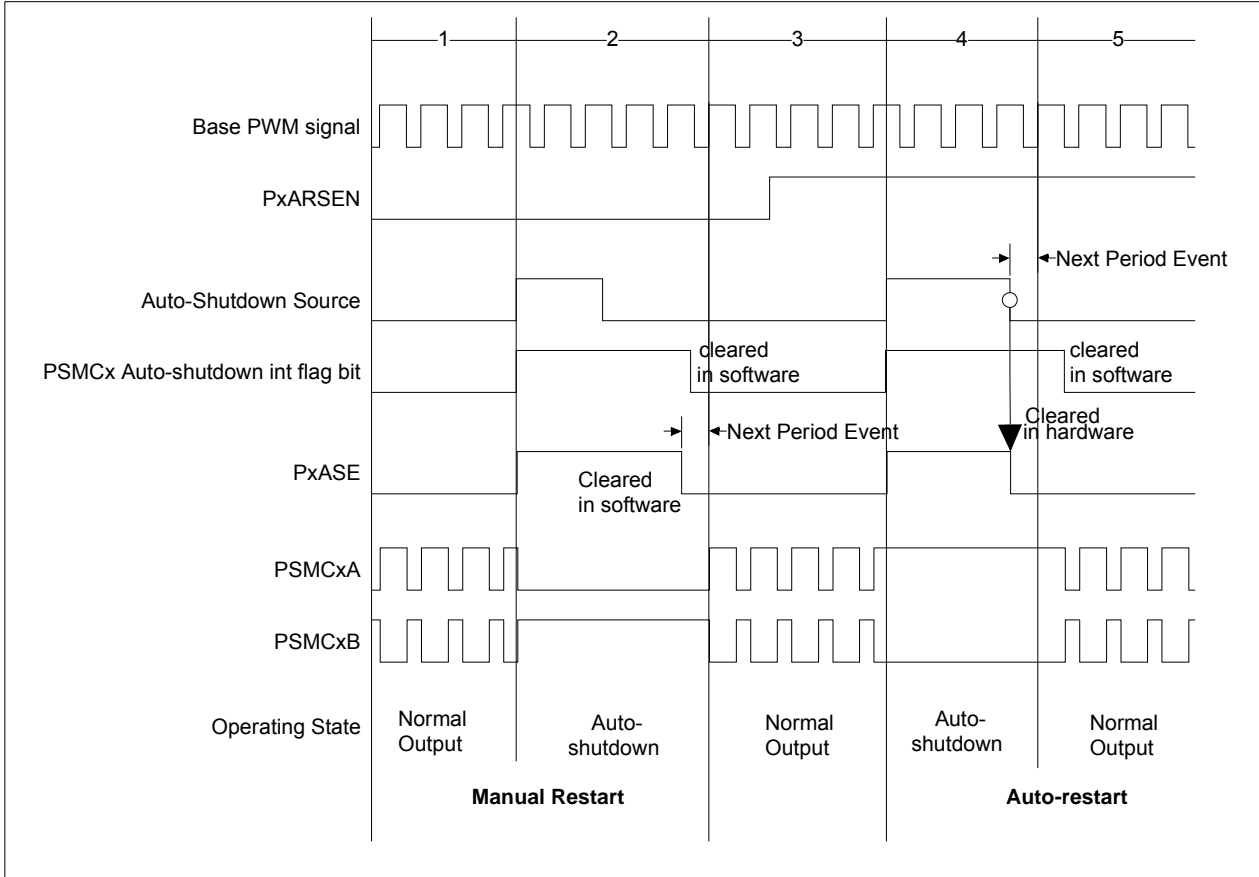 1
2
3
4
5
Base PWM signal
PxARSEN
Next Period Event
Auto-Shutdown Source
PSMCx Auto-shutdown int flag bit
cleared
in software
cleared
in software
Next Period Event
Cleared
in hardware
PxASE
Cleared
in software
PSMCxA
PSMCxB
Operating State
Normal
Output
Auto-
shutdown
Normal
Output
Auto-
shutdown
Normal
Output
Manual Restart
Auto-restart